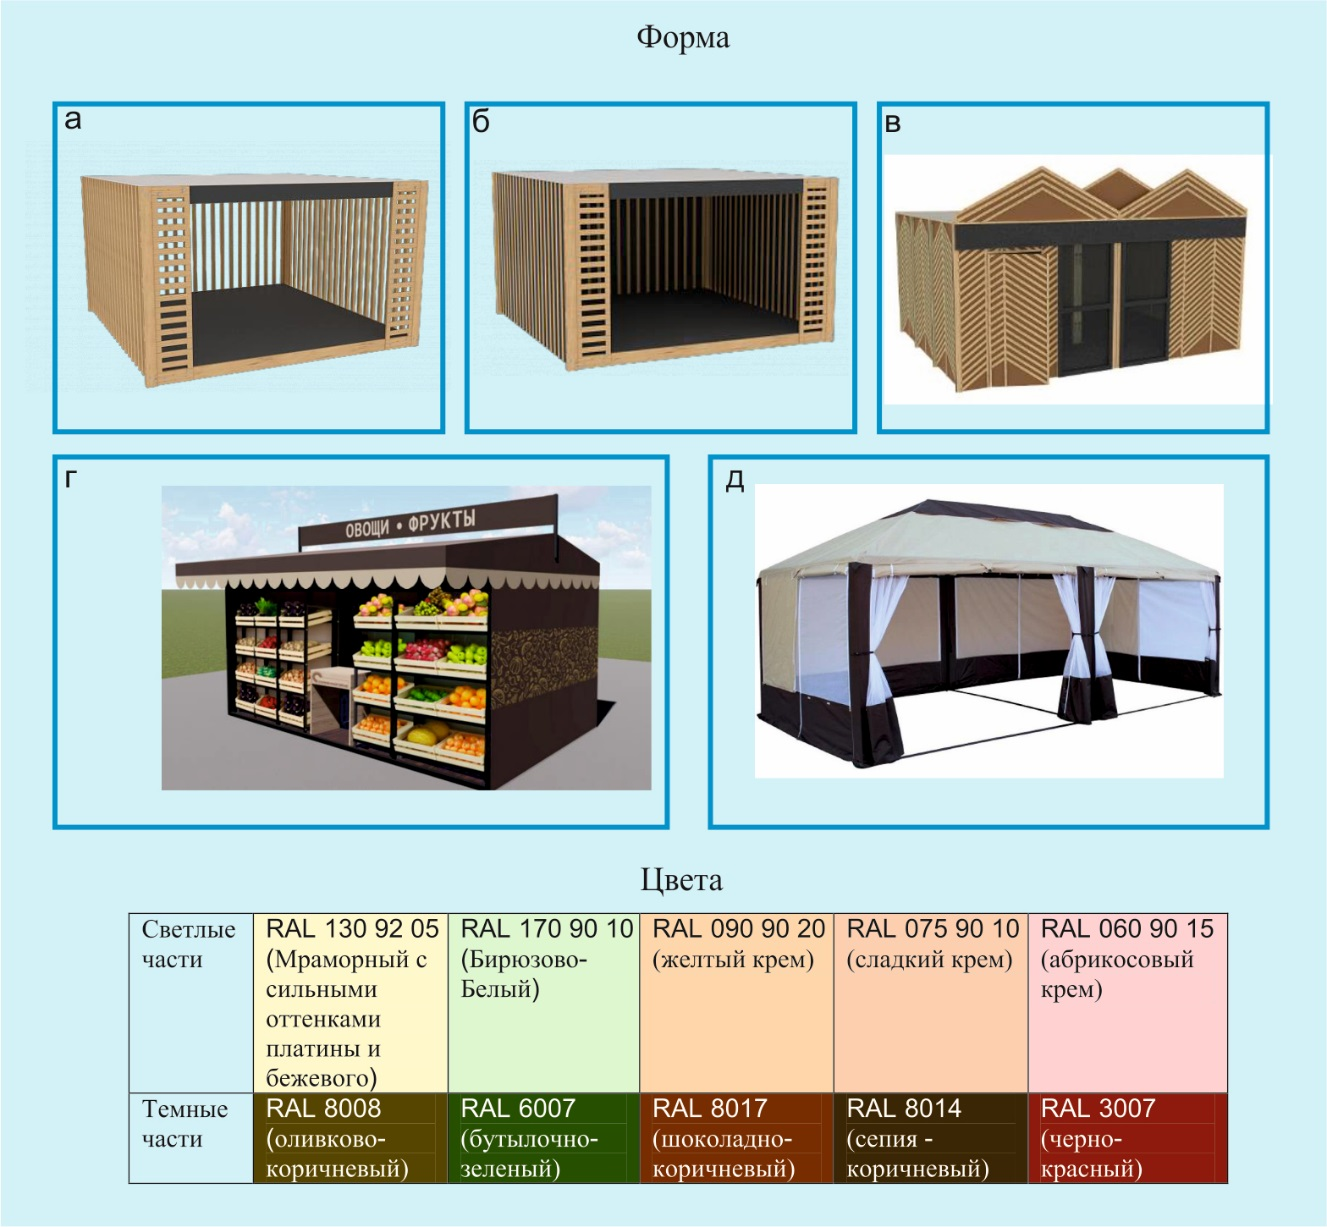 Форма
а
б
в
г
ОВОЩИ • ФРУКТЫ
д
Цвета
Светлые
части
RAL 130 92 05
(Мраморный с
сильными
оттенками
платины и
бежевого)
RAL 170 90 10
(Бирюзово-
Белый)
RAL 090 90 20
(желтый крем)
RAL 075 90 10
(сладкий крем)
RAL 060 90 15
(абрикосовый
крем)
Темные
части
RAL 8008
(оливково-
коричневый)
RAL 6007
(бутылочно-
зеленый)
RAL 8017
(шоколадно-
коричневый)
RAL 8014
(сепия -
коричневый)
RAL 3007
(черно-
красный)